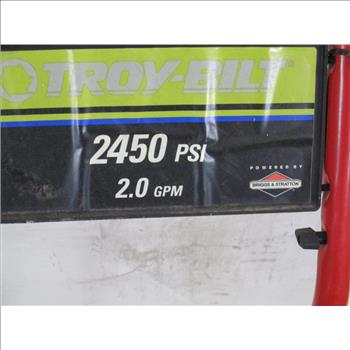 TROY-BILT
2450 PSI
2.0 GPM
POWERED BY
BRIGGS & STRATTON